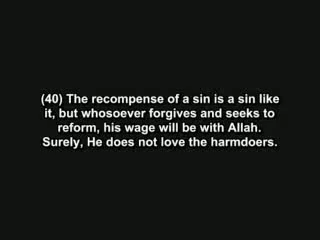 (40) The recompense of a sin is a sin like
it, but whosoever forgives and seeks to
reform, his wage will be with Allah.
Surely, He does not love the harmdoers.